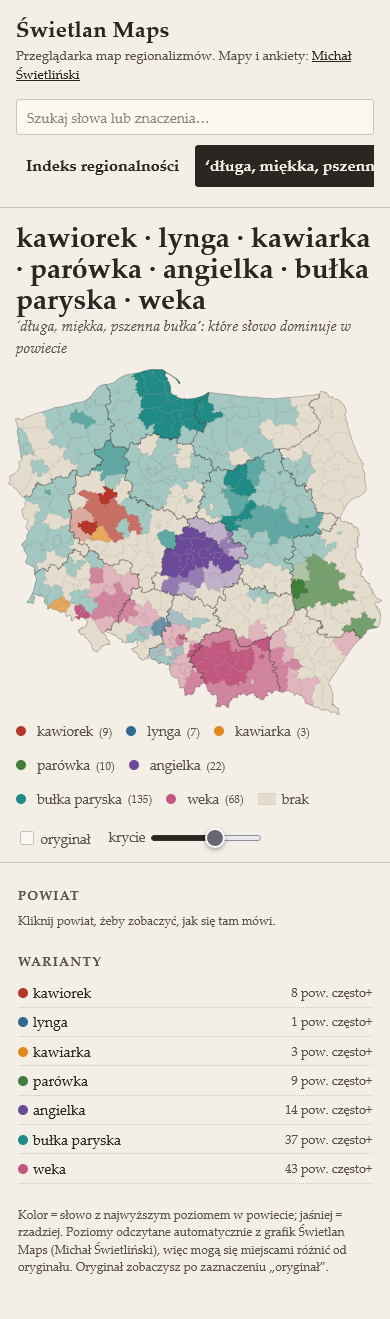 Świetlan Maps
Przeglądarka map regionalizmów. Mapy i ankiety: Michał
Świetliński
Szukaj słowa lub znaczenia…
Indeks regionalności
‘długa, miękka, pszenn
kawiorek · lynga · kawiarka
· parówka · angielka · bułka
paryska · weka
‘długa, miękka, pszenna bułka’: które słowo dominuje w
powiecie
kawiorek (9) lynga (7) kawiarka (3)
parówka (10) angielka (22)
bułka paryska (135) weka (68) brak
oryginał krycie
POWIAT
Kliknij powiat, żeby zobaczyć, jak się tam mówi.
WARIANTY
kawiorek 8 pow. często+
lynga 1 pow. często+
kawiarka 3 pow. często+
parówka 9 pow. często+
angielka 14 pow. często+
bułka paryska 37 pow. często+
weka 43 pow. często+
Kolor = słowo z najwyższym poziomem w powiecie; jaśniej =
rzadziej. Poziomy odczytane automatycznie z grafik Świetlan
Maps (Michał Świetliński), więc mogą się miejscami różnić od
oryginału. Oryginał zobaczysz po zaznaczeniu „oryginał”.